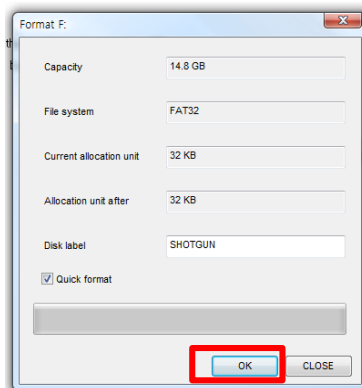 Format F:
Capacity 14.8 GB
File system FAT32
Current allocation unit 32 KB
Allocation unit after 32 KB
Disk label SHOTGUN
Quick format
OK CLOSE